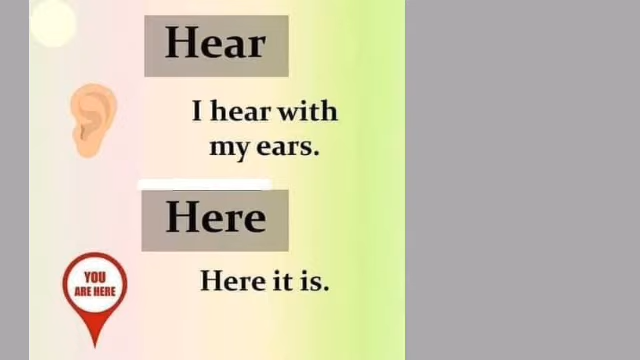 Hear
I hear with
my ears.
Here
YOU
ARE HERE
Here it is.